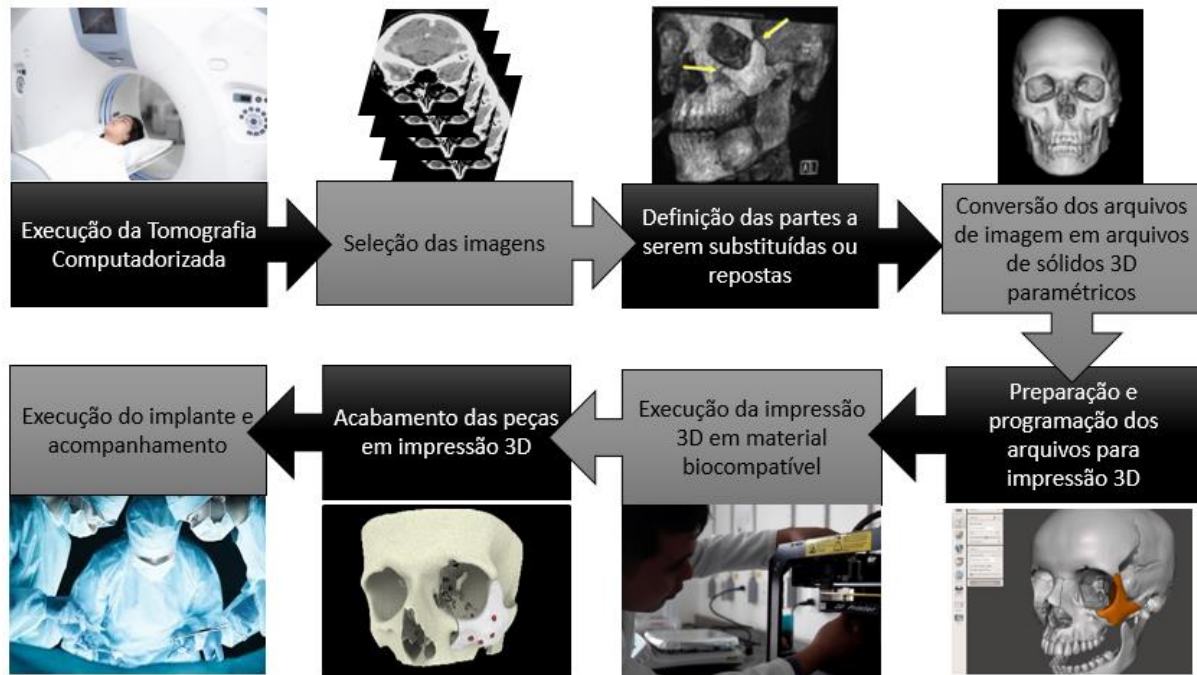 Execução da Tomografia
Computadorizada
Seleção das imagens
Definição das partes a
serem substituídas ou
repostas
Conversão dos arquivos
de imagem em arquivos
de sólidos 3D
paramétricos
Preparação e
programação dos
arquivos para
impressão 3D
Execução da impressão
3D em material
biocompatível
Acabamento das peças
em impressão 3D
Execução do implante e
acompanhamento